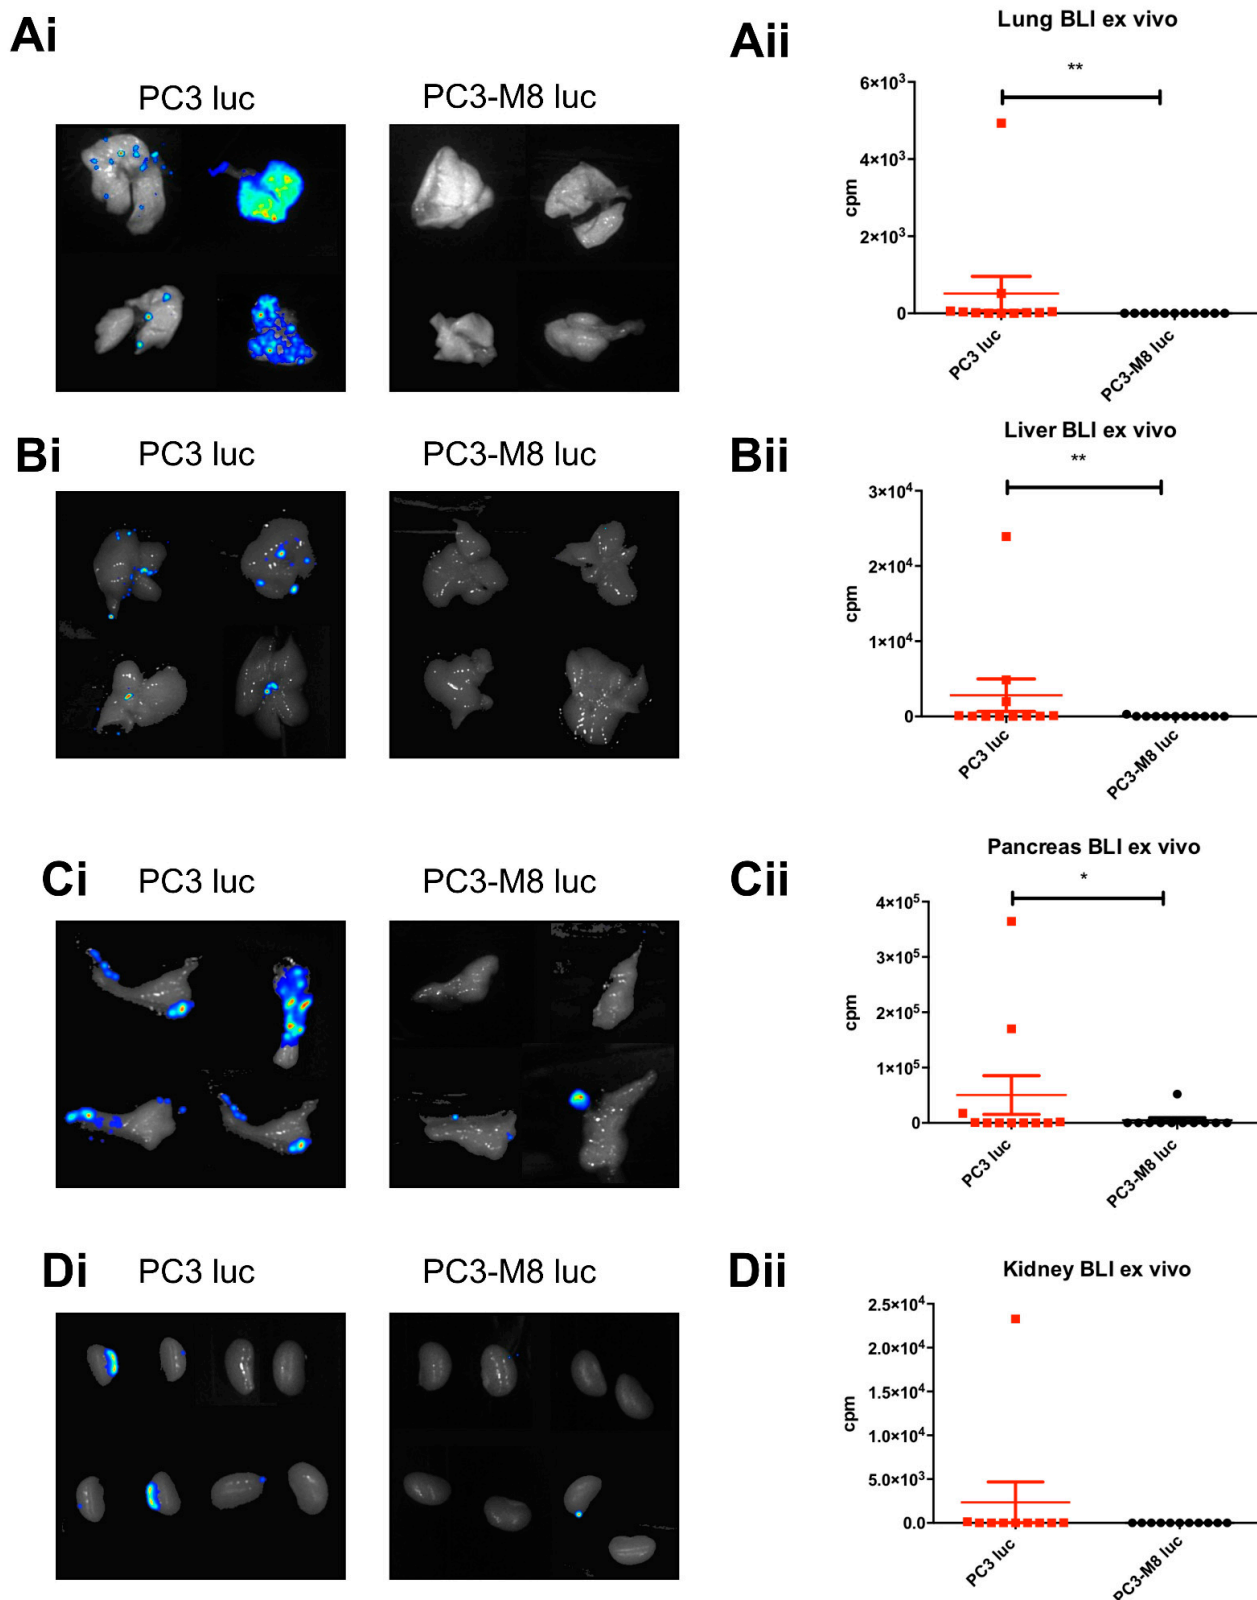 Ai
PC3 luc
PC3-M8 luc
Aii
Lung BLI ex vivo
**
6×10³
4×10³
2×10³
0
cpm
PC3 luc
PC3-M8 luc
Bi
PC3 luc
PC3-M8 luc
Bii
Liver BLI ex vivo
**
3×10⁴
2×10⁴
1×10⁴
0
cpm
PC3 luc
PC3-M8 luc
Ci
PC3 luc
PC3-M8 luc
Cii
Pancreas BLI ex vivo
*
4×10⁵
3×10⁵
2×10⁵
1×10⁵
0
cpm
PC3 luc
PC3-M8 luc
Di
PC3 luc
PC3-M8 luc
Dii
Kidney BLI ex vivo
2.5×10⁴
2.0×10⁴
1.5×10⁴
1.0×10⁴
5.0×10³
0.0
cpm
PC3 luc
PC3-M8 luc